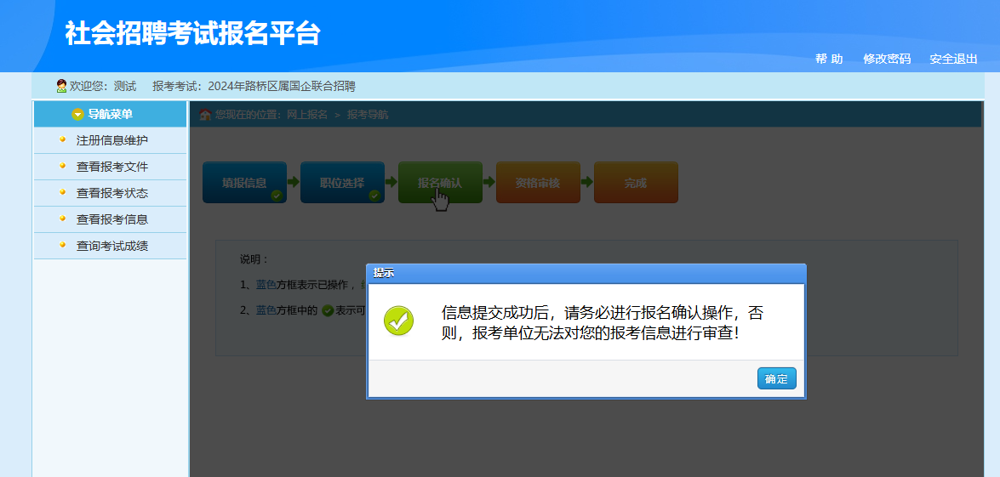 社会招聘考试报名平台
帮 助 修改密码 安全退出
欢迎您：测试 报考考试：2024年路桥区属国企联合招聘
导航菜单
注册信息维护
查看报考文件
查看报考状态
查看报考信息
查询考试成绩
您现在的位置：网上报名 > 报考导航
填报信息 职位选择 报名确认 资格审核 完成
说明：
1、蓝色方框表示已操作，
2、蓝色方框中的 表示可
提示
信息提交成功后，请务必进行报名确认操作，否
则，报考单位无法对您的报考信息进行审查！
确定